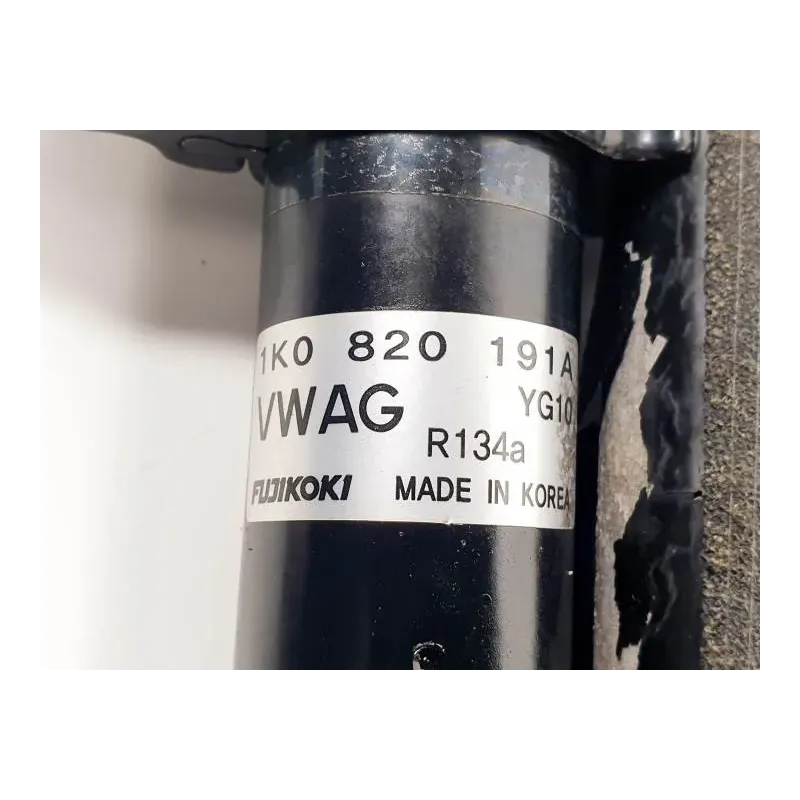 1K0 820 191A
VWAG YG10
R134a
FUJIKOKI MADE IN KOREA